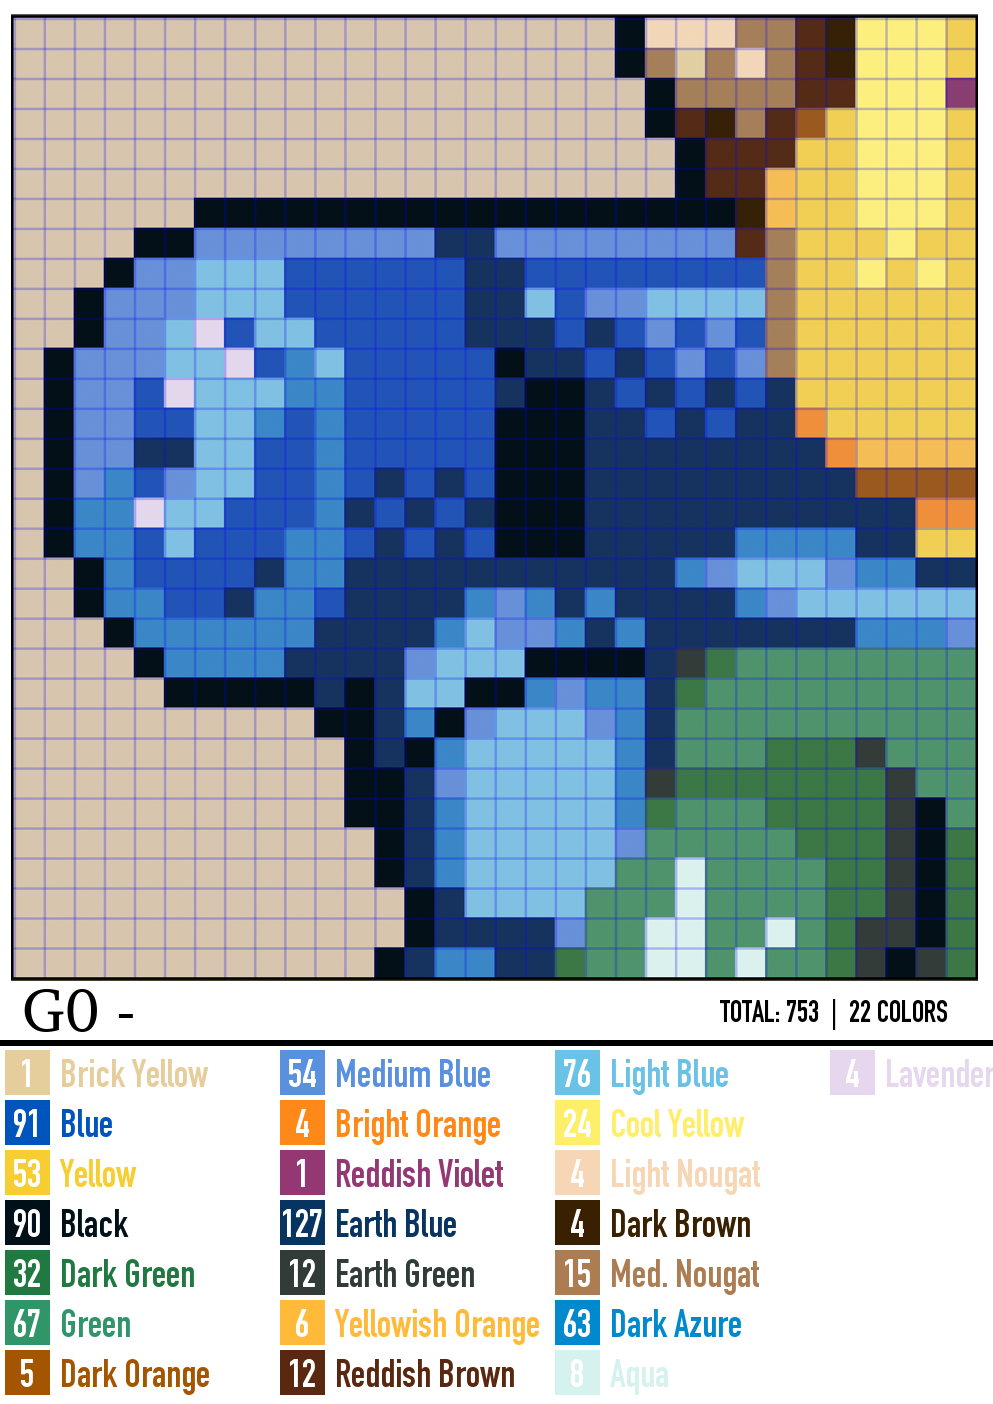 G0 -
TOTAL: 753 | 22 COLORS
1 Brick Yellow 54 Medium Blue 76 Light Blue 4 Lavender
91 Blue 4 Bright Orange 24 Cool Yellow
53 Yellow 1 Reddish Violet 4 Light Nougat
90 Black 127 Earth Blue 4 Dark Brown
32 Dark Green 12 Earth Green 15 Med. Nougat
67 Green 6 Yellowish Orange 63 Dark Azure
5 Dark Orange 12 Reddish Brown 8 Aqua